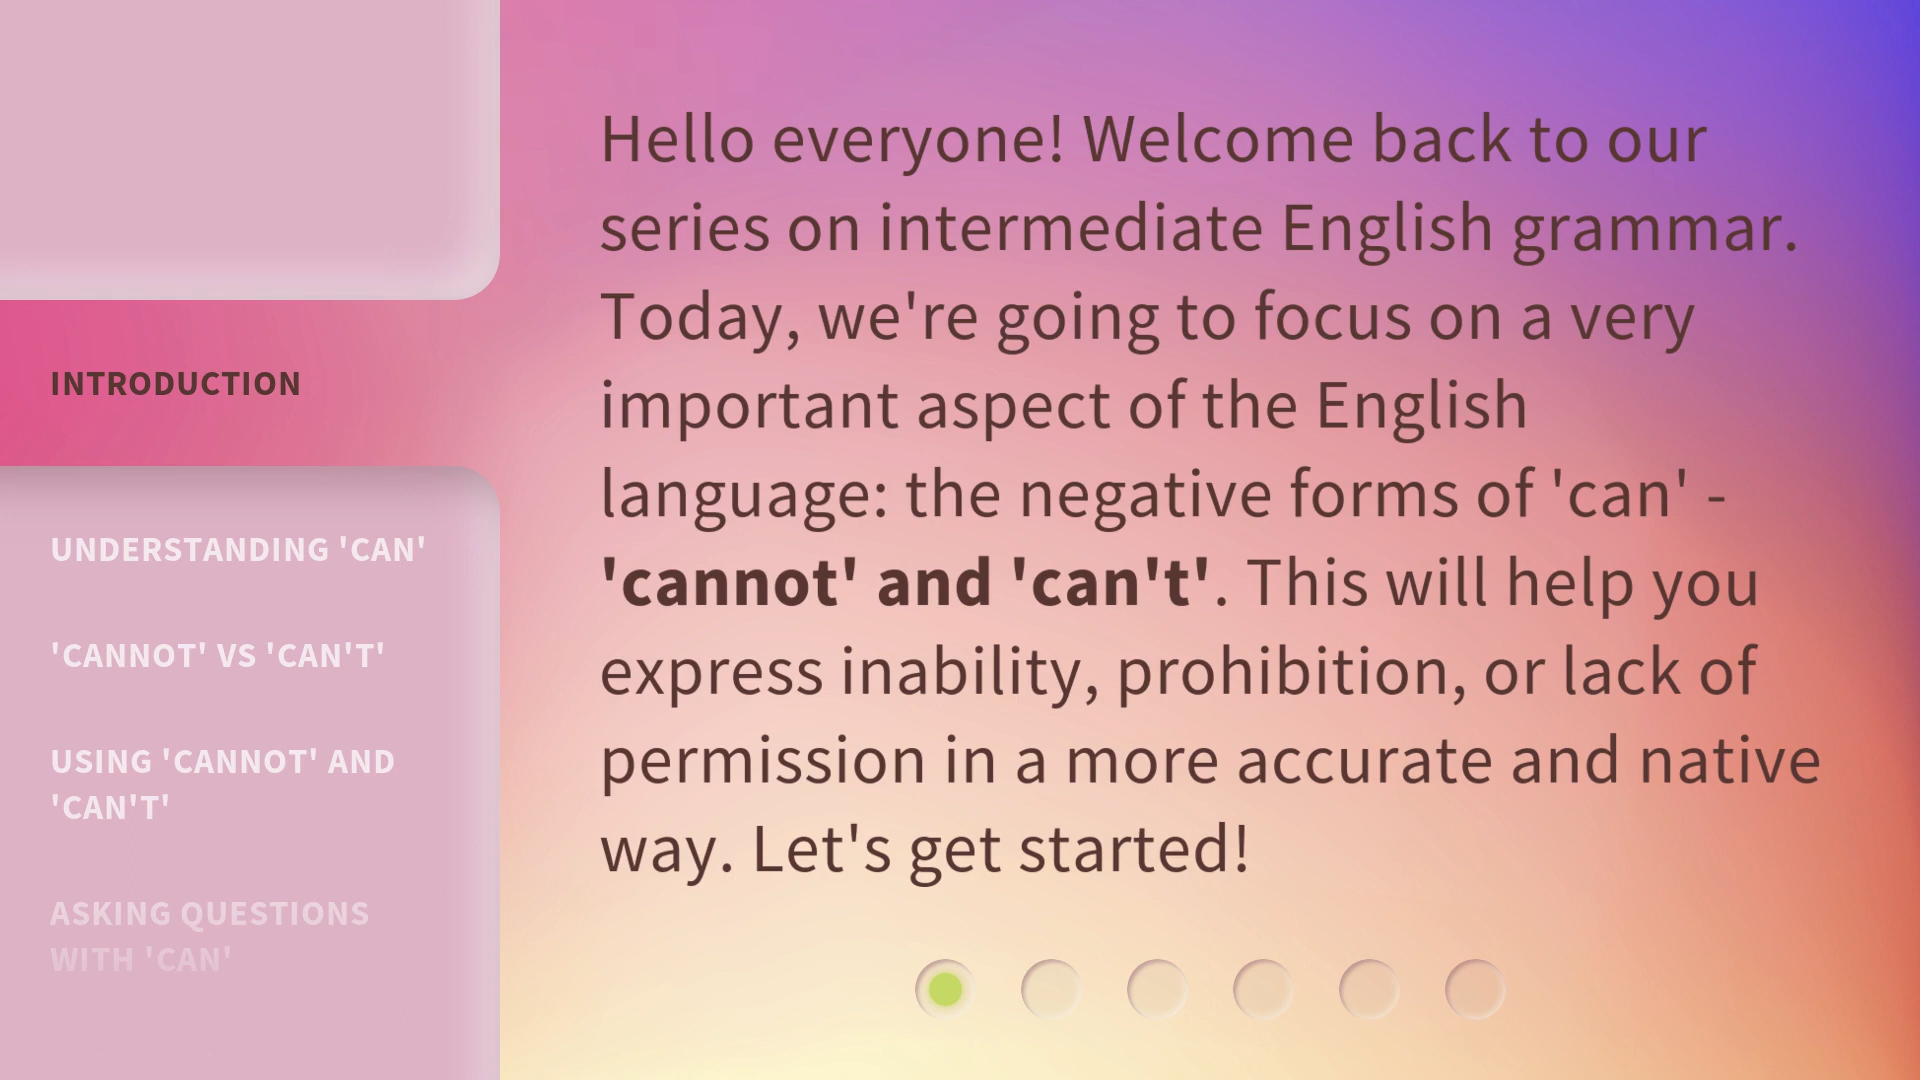 INTRODUCTION
UNDERSTANDING 'CAN'
'CANNOT' VS 'CAN'T'
USING 'CANNOT' AND
'CAN'T'
ASKING QUESTIONS
WITH 'CAN'
Hello everyone! Welcome back to our
series on intermediate English grammar.
Today, we're going to focus on a very
important aspect of the English
language: the negative forms of 'can' -
'cannot' and 'can't'. This will help you
express inability, prohibition, or lack of
permission in a more accurate and native
way. Let's get started!